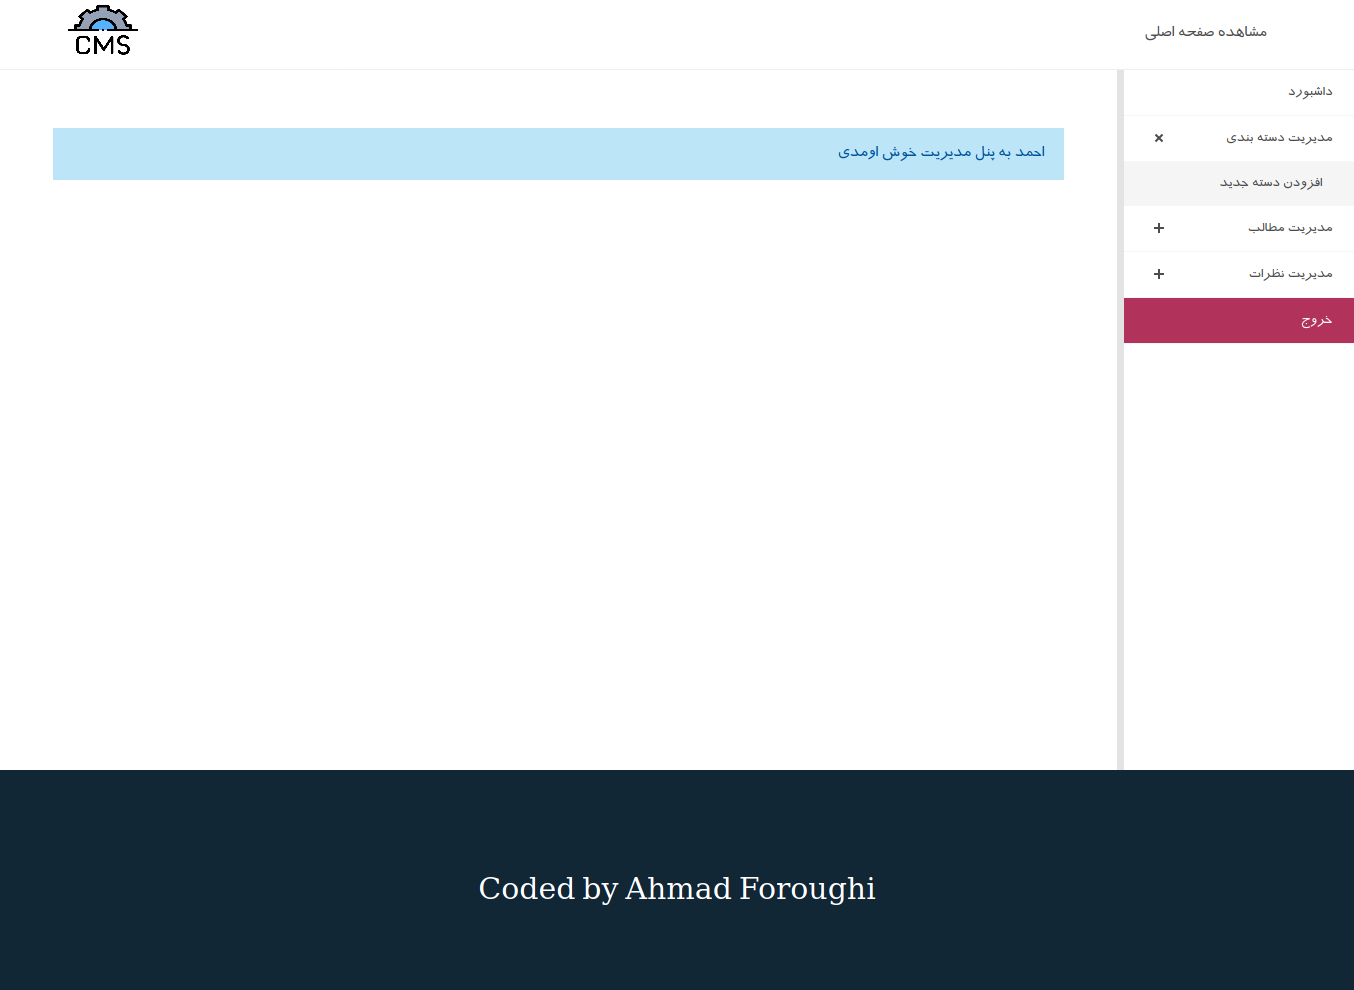 مشاهده صفحه اصلی
CMS
داشبورد
مدیریت دسته بندی
افزودن دسته جدید
مدیریت مطالب
مدیریت نظرات
خروج
احمد به پنل مدیریت خوش اومدی
Coded by Ahmad Foroughi